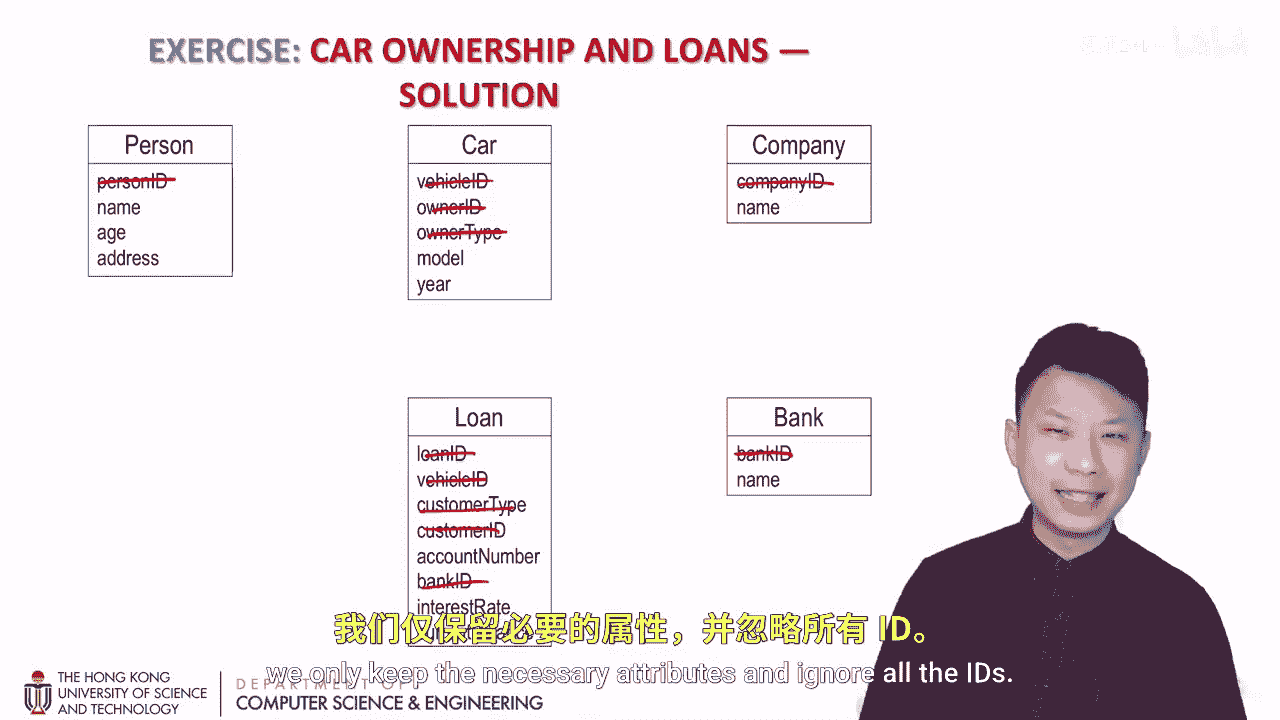 EXERCISE: CAR OWNERSHIP AND LOANS —
SOLUTION
Person
personID
name
age
address
Car
vehicleID
ownerID
ownerType
model
year
Company
companyID
name
Loan
loanID
vehicleID
customerType
customerID
accountNumber
bankID
interestRate
Bank
bankID
name
我们仅保留必要的属性，并忽略所有 ID。
we only keep the necessary attributes and ignore all the IDs.
THE HONG KONG
UNIVERSITY OF SCIENCE
AND TECHNOLOGY
DEPARTMENT OF
COMPUTER SCIENCE & ENGINEERING